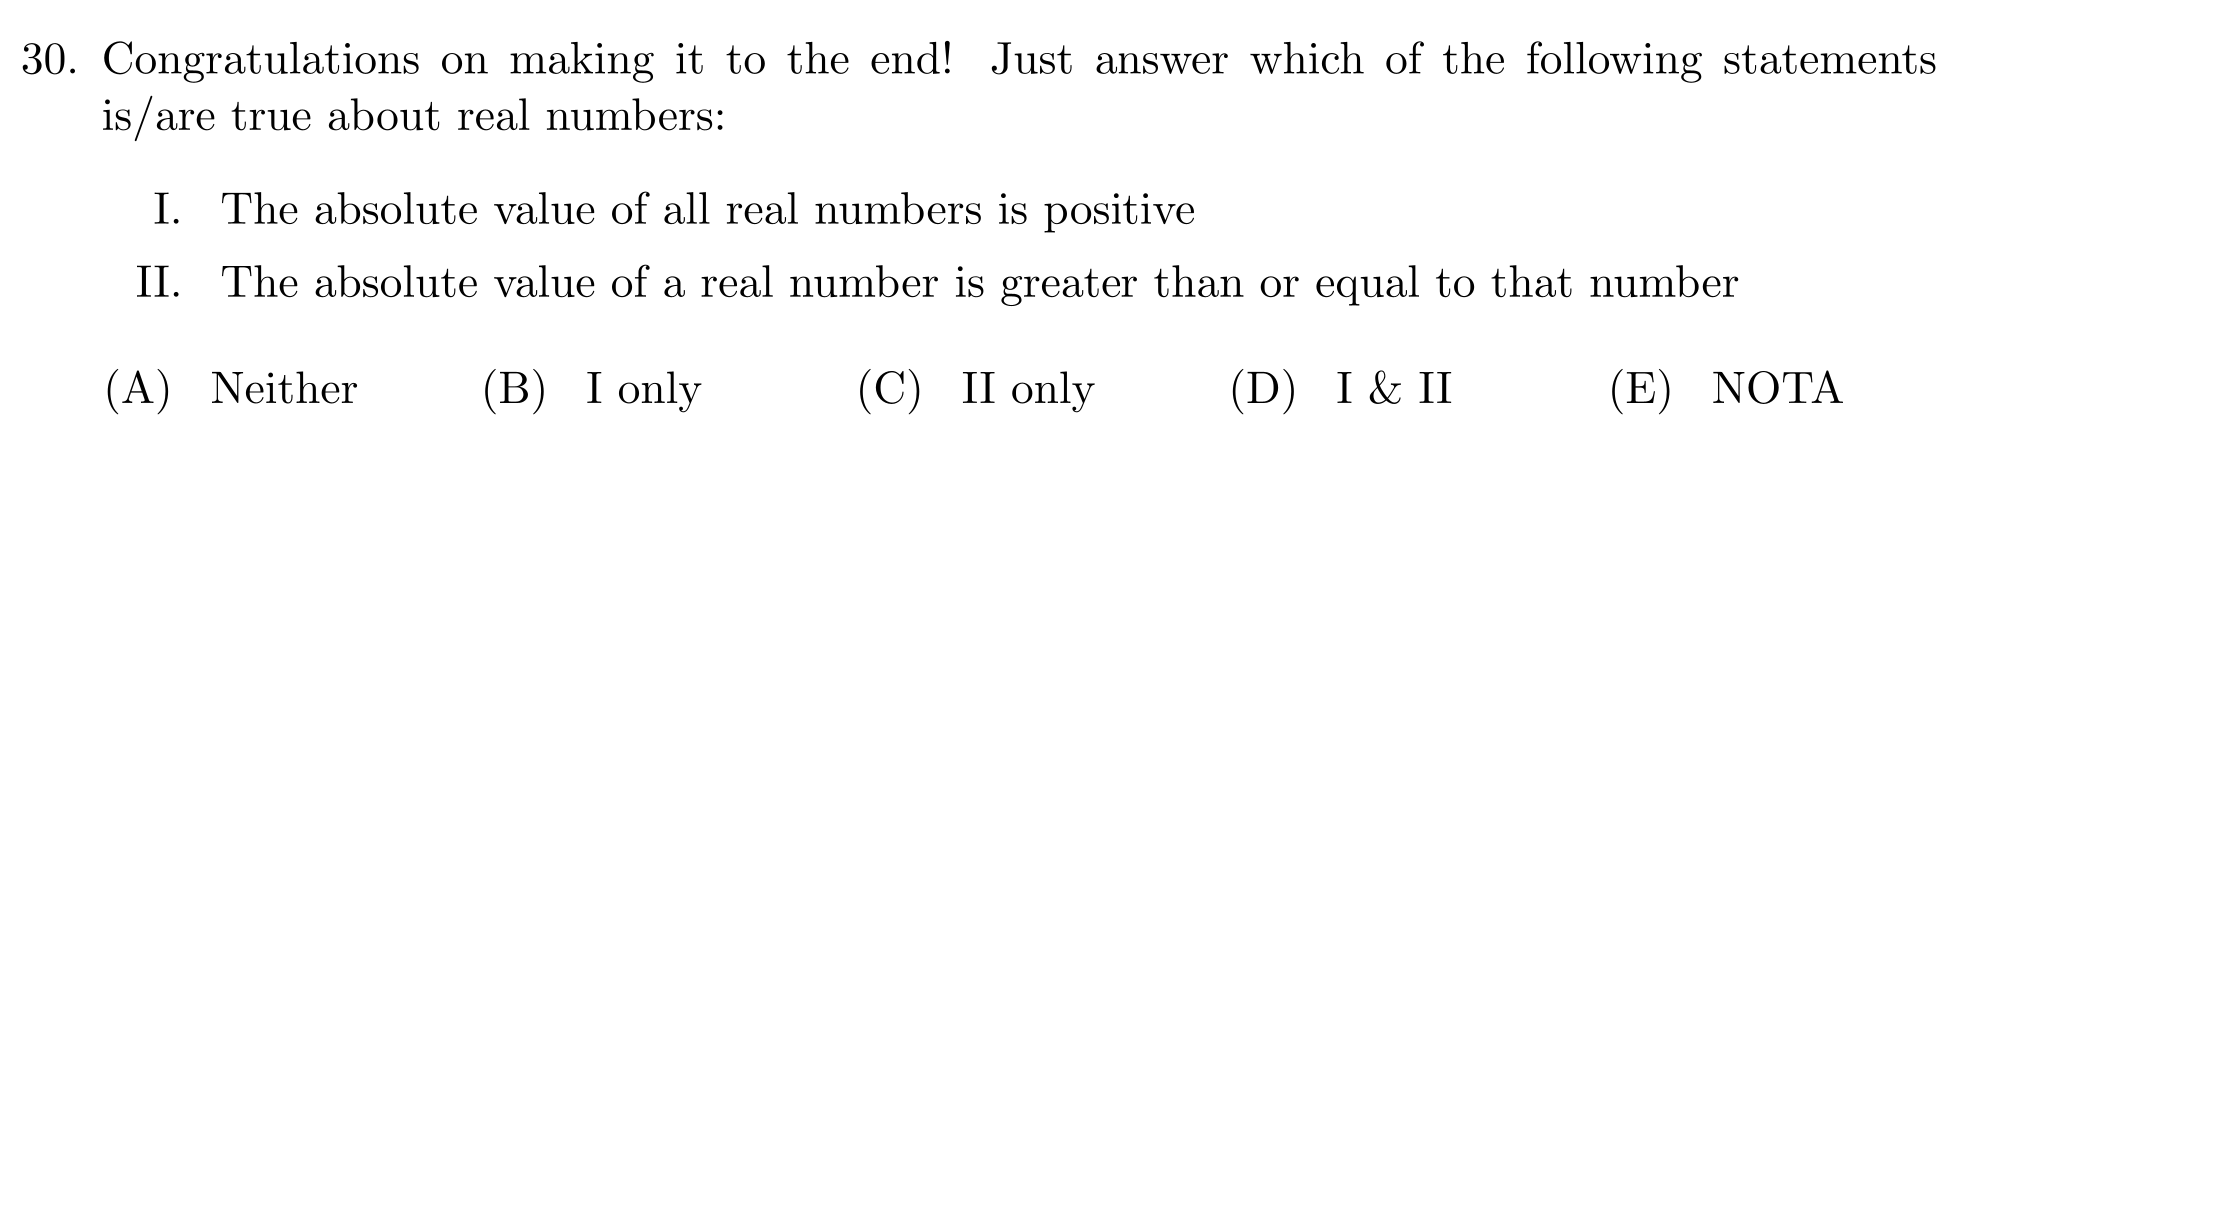 30. Congratulations on making it to the end! Just answer which of the following statements
is/are true about real numbers:
I. The absolute value of all real numbers is positive
II. The absolute value of a real number is greater than or equal to that number
(A) Neither (B) I only (C) II only (D) I & II (E) NOTA